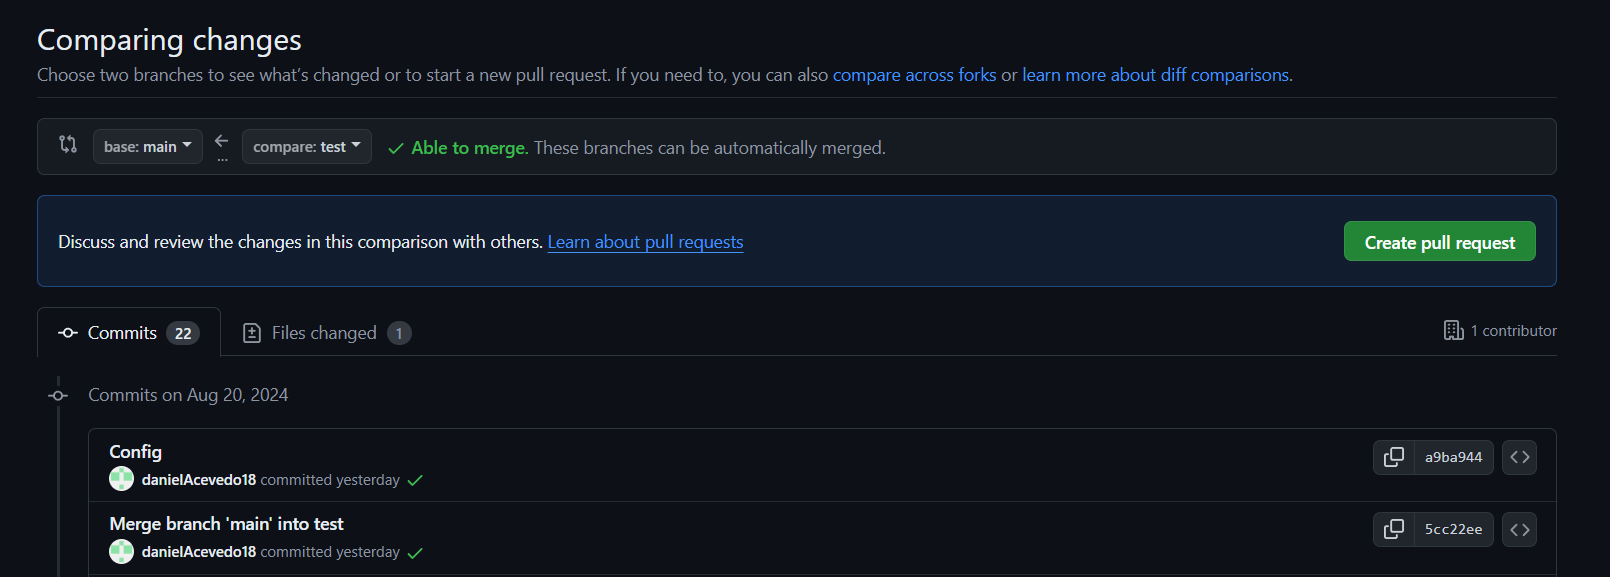 Comparing changes
Choose two branches to see what's changed or to start a new pull request. If you need to, you can also compare across forks or learn more about diff comparisons.
base: main
...
compare: test
Able to merge. These branches can be automatically merged.
Discuss and review the changes in this comparison with others. Learn about pull requests
Create pull request
Commits 22
Files changed 1
1 contributor
Commits on Aug 20, 2024
Config
a9ba944
danielAcevedo18 committed yesterday
Merge branch 'main' into test
5cc22ee
danielAcevedo18 committed yesterday